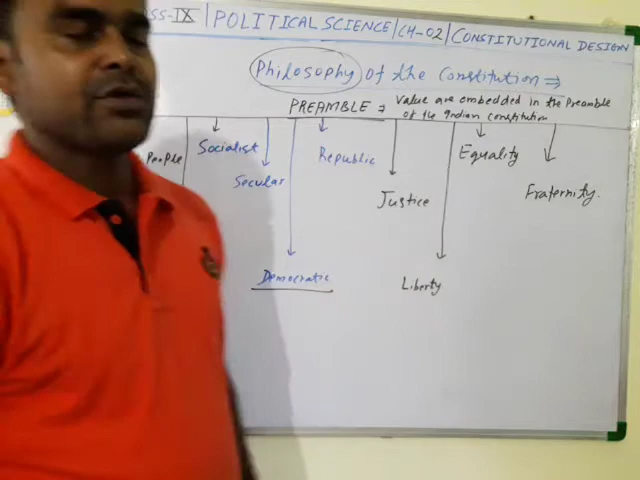 SS-IX | POLITICAL SCIENCE | CH-02 | CONSTITUTIONAL DESIGN
Philosophy of the Constitution ⇒
PREAMBLE = Value are embedded in the Preamble
of the Indian constitution
People
Socialist
Secular
Democratic
Republic
Justice
Liberty
Equality
Fraternity.